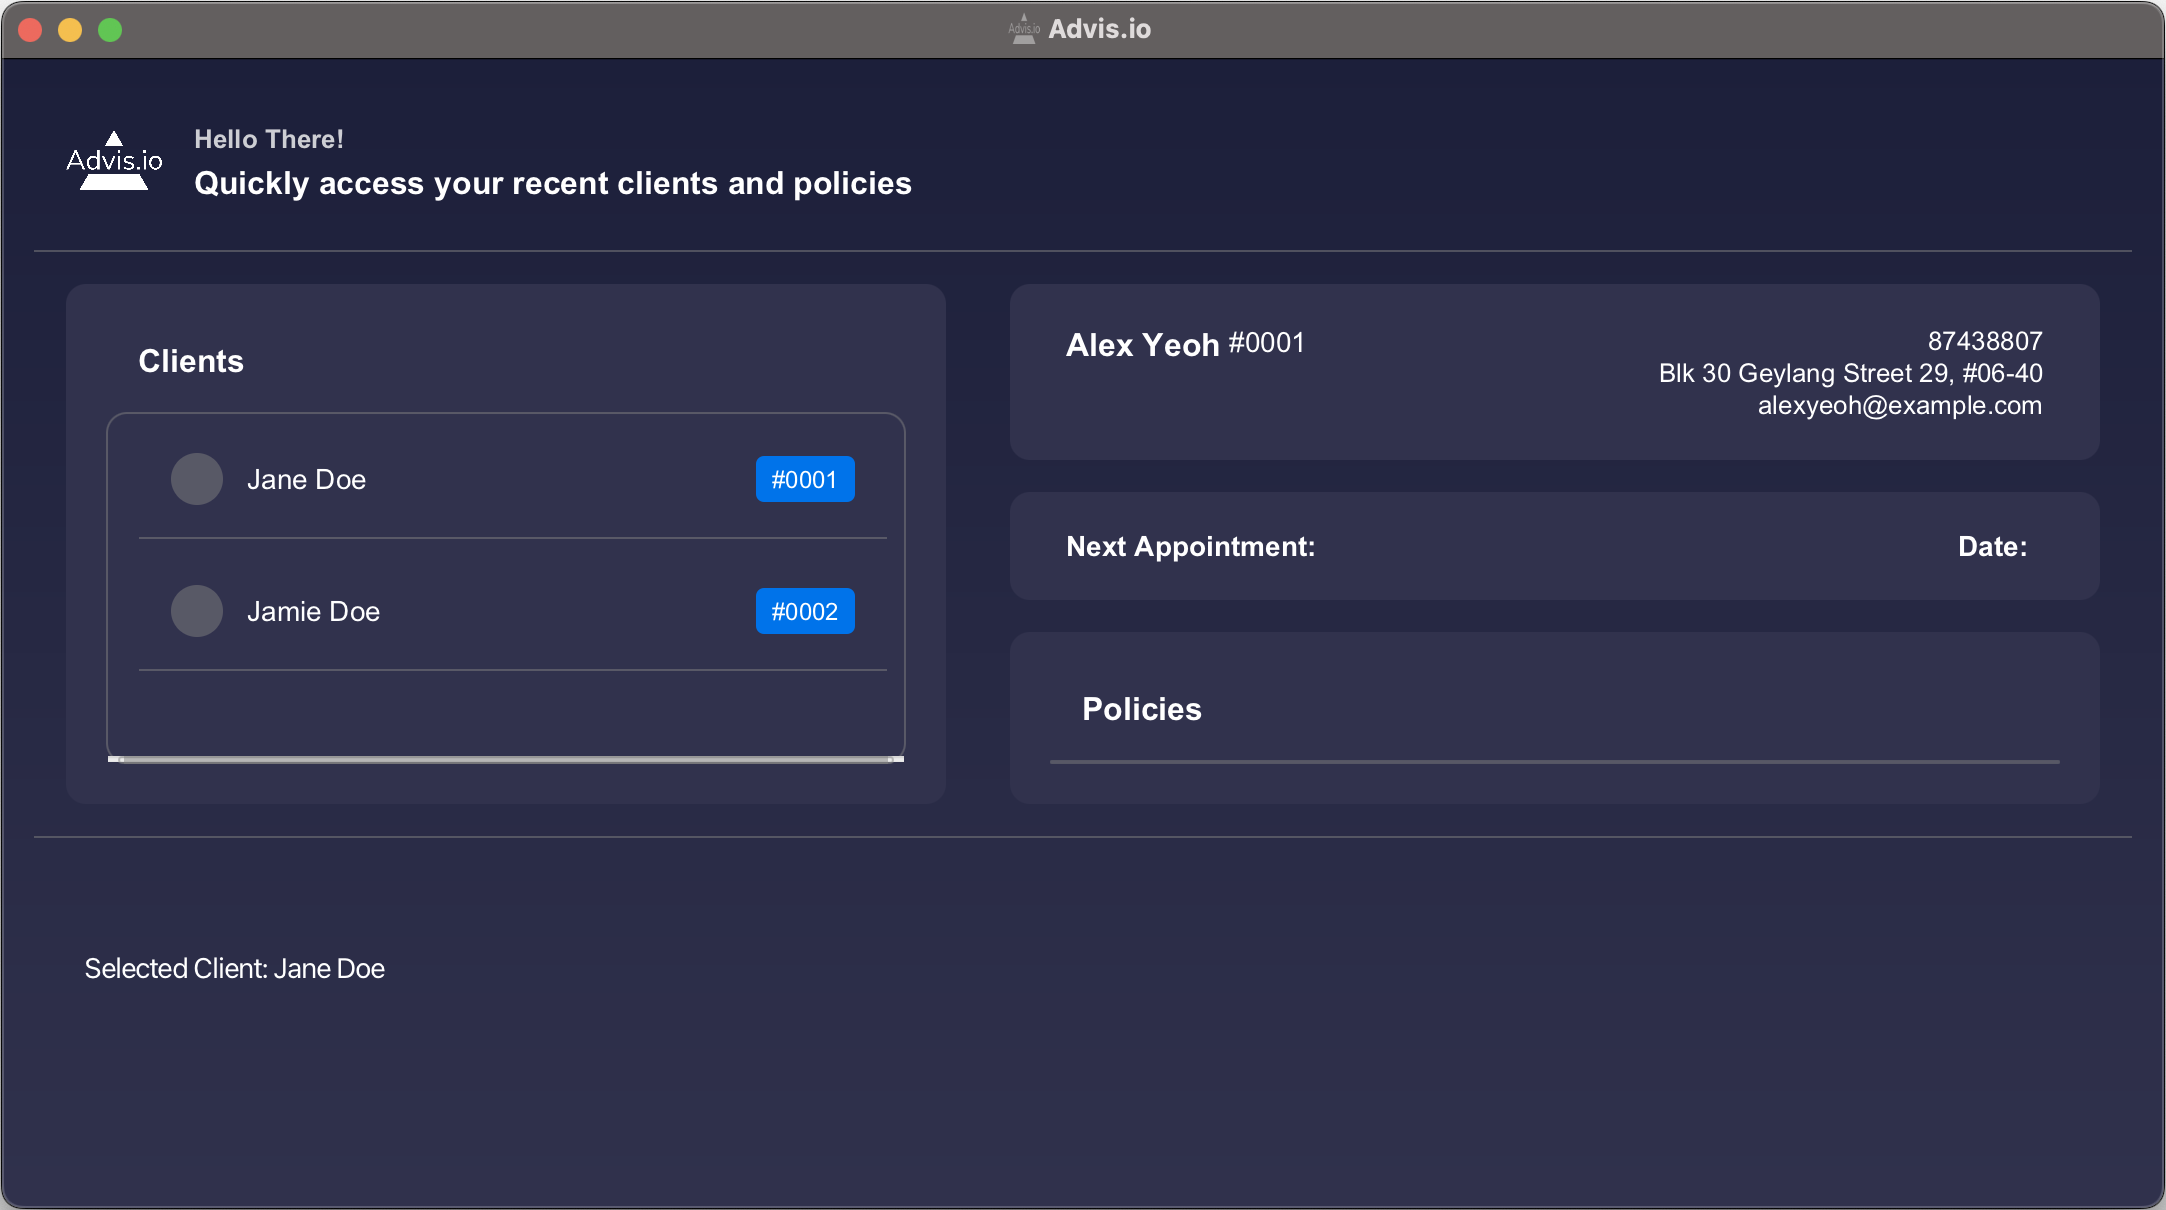 Advis.io Advis.io
Advis.io
Hello There!
Quickly access your recent clients and policies
Clients
Jane Doe #0001
Jamie Doe #0002
Alex Yeoh #0001
87438807
Blk 30 Geylang Street 29, #06-40
alexyeoh@example.com
Next Appointment: Date:
Policies
Selected Client: Jane Doe